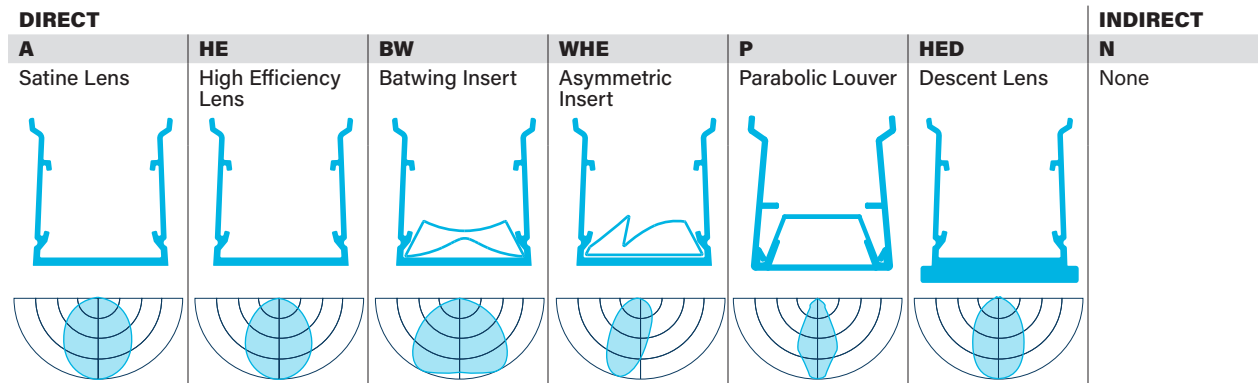 DIRECT
INDIRECT
A
HE
BW
WHE
P
HED
N
Satine Lens
High Efficiency
Lens
Batwing Insert
Asymmetric
Insert
Parabolic Louver
Descent Lens
None